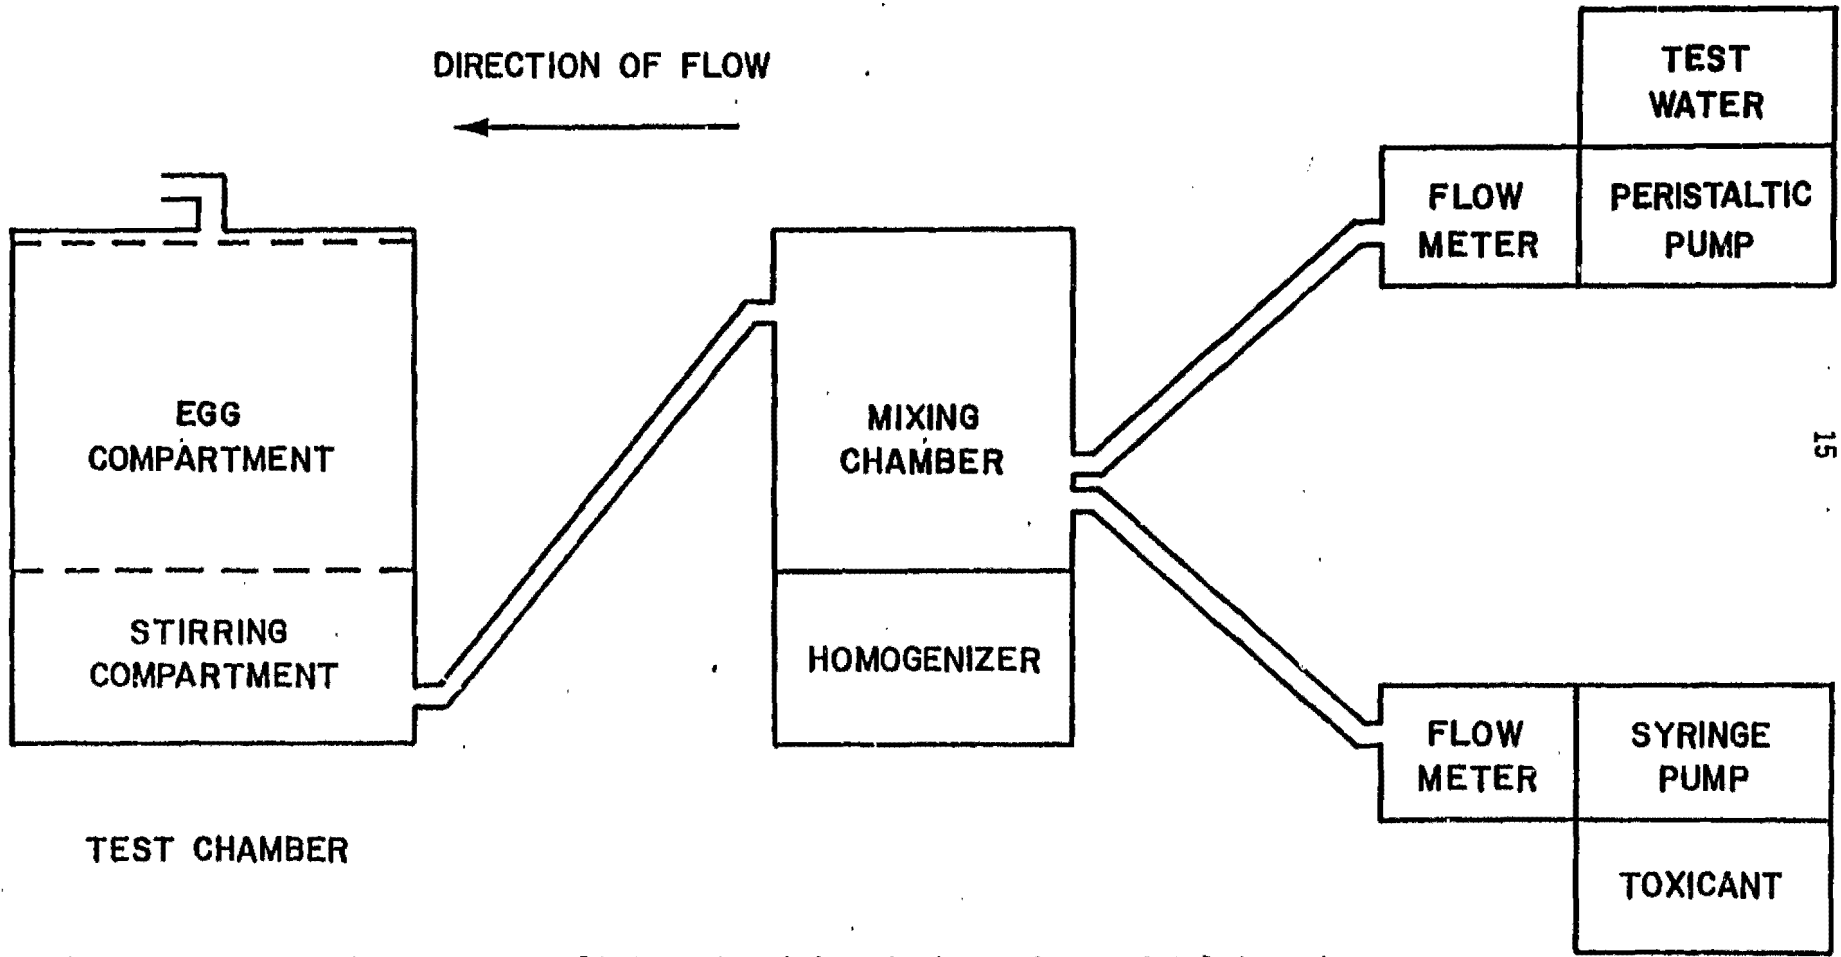 DIRECTION OF FLOW
TEST
WATER
FLOW
METER
PERISTALTIC
PUMP
EGG
COMPARTMENT
MIXING
CHAMBER
15
STIRRING
COMPARTMENT
HOMOGENIZER
FLOW
METER
SYRINGE
PUMP
TEST CHAMBER
TOXICANT